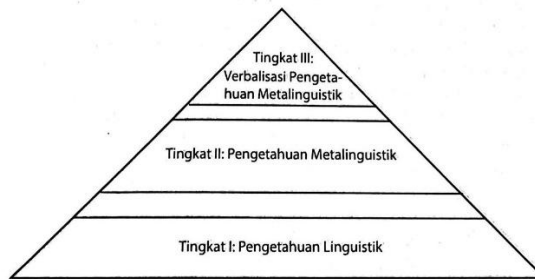 Tingkat III:
Verbalisasi Pengeta-
huan Metalinguistik
Tingkat II: Pengetahuan Metalinguistik
Tingkat I: Pengetahuan Linguistik